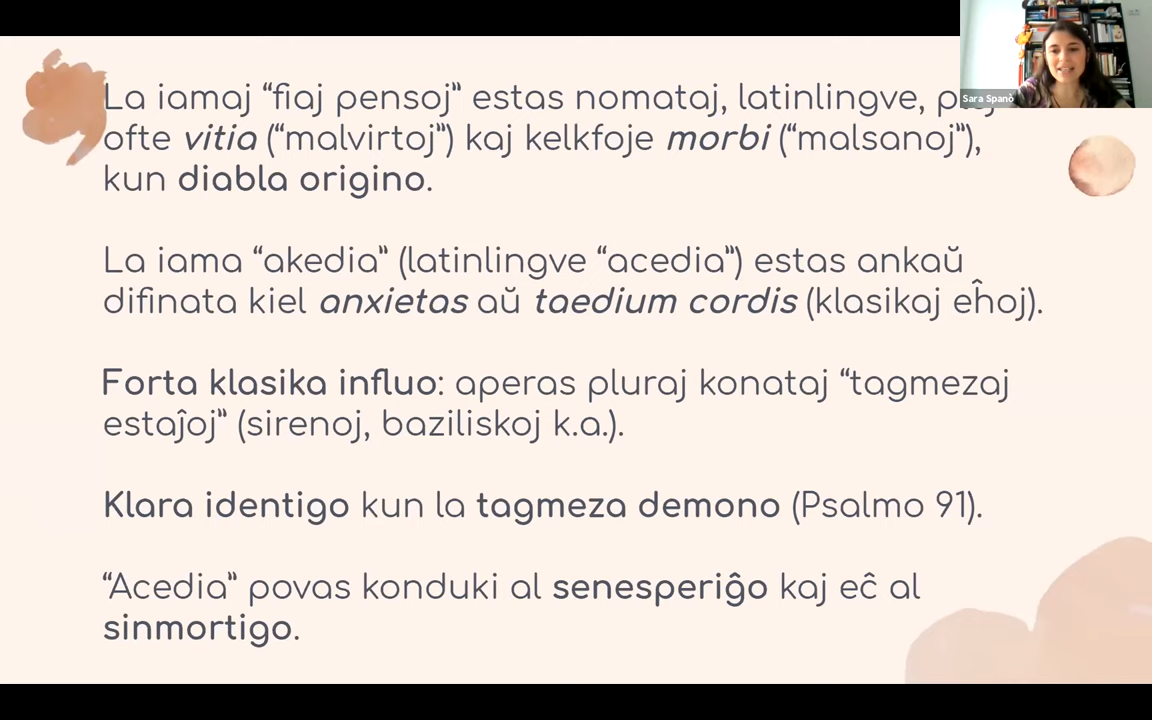 La iamaj “fiaj pensoj” estas nomataj, latinlingve,
ofte vitia (“malvirtoj”) kaj kelkfoje morbi (“malsanoj”),
kun diabla origino.
La iama “akedia” (latinlingve “acedia”) estas ankaŭ
difinata kiel anxietas aŭ taedium cordis (klasikaj eĥoj).
Forta klasika influo: aperas pluraj konataj “tagmezaj
estaĵoj” (sirenoj, baziliskoj k.a.).
Klara identigo kun la tagmeza demono (Psalmo 91).
“Acedia” povas konduki al senesperiĝo kaj eĉ al
sinmortigo.
Sara Spanò